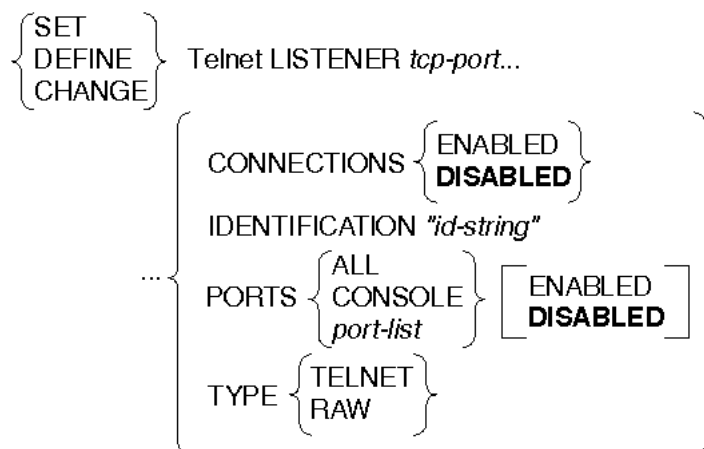 SET
DEFINE
CHANGE
Telnet LISTENER tcp-port...
...
CONNECTIONS
ENABLED
DISABLED
IDENTIFICATION "id-string"
PORTS
ALL
CONSOLE
port-list
ENABLED
DISABLED
TYPE
TELNET
RAW